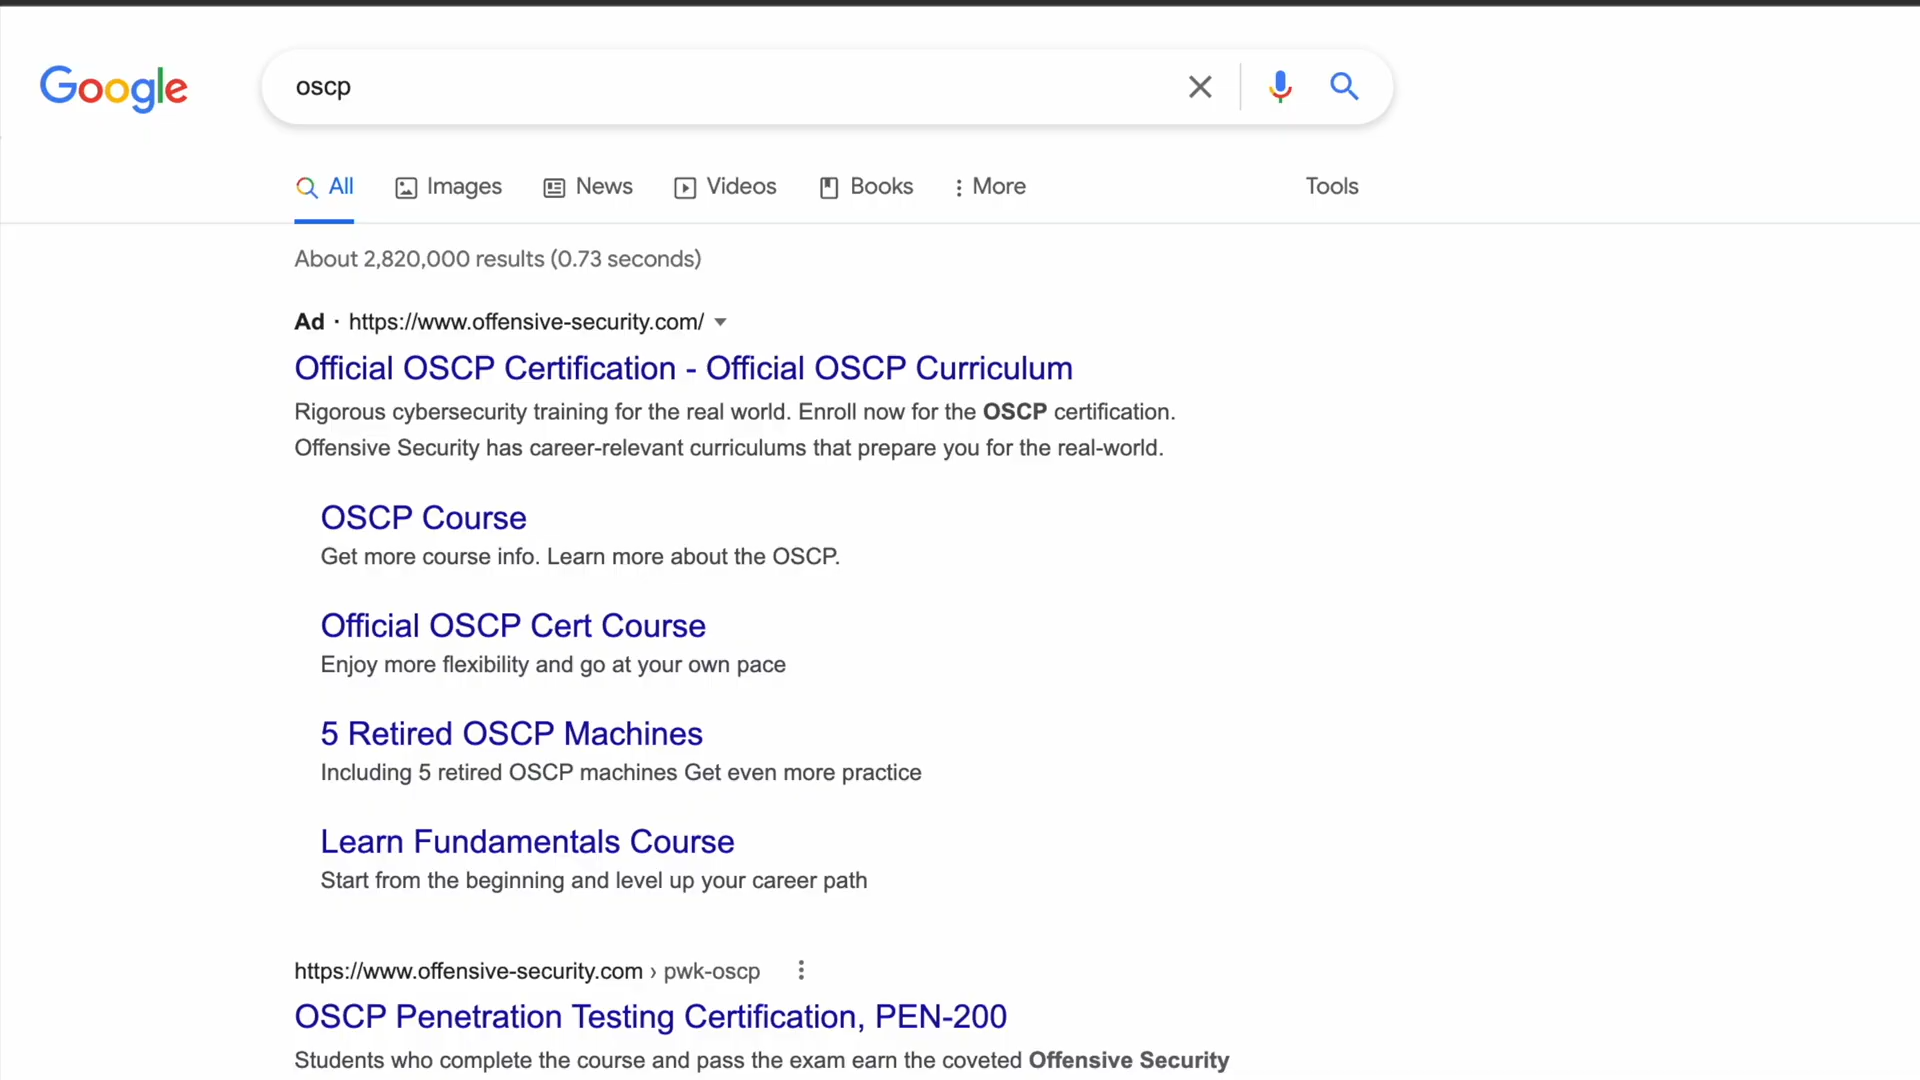 Google
oscp
All Images News Videos Books More Tools
About 2,820,000 results (0.73 seconds)
Ad · https://www.offensive-security.com/
Official OSCP Certification - Official OSCP Curriculum
Rigorous cybersecurity training for the real world. Enroll now for the OSCP certification.
Offensive Security has career-relevant curriculums that prepare you for the real-world.
OSCP Course
Get more course info. Learn more about the OSCP.
Official OSCP Cert Course
Enjoy more flexibility and go at your own pace
5 Retired OSCP Machines
Including 5 retired OSCP machines Get even more practice
Learn Fundamentals Course
Start from the beginning and level up your career path
https://www.offensive-security.com › pwk-oscp
OSCP Penetration Testing Certification, PEN-200
Students who complete the course and pass the exam earn the coveted Offensive Security